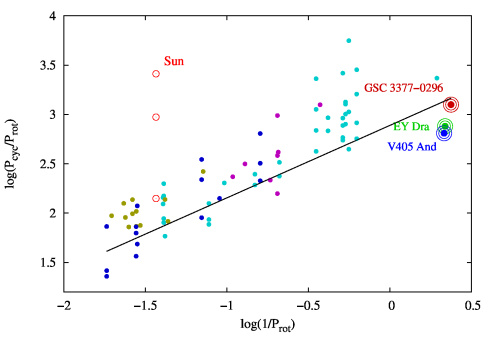 4
Sun
3.5
GSC 3377−0296
3
EY Dra
V405 And
2.5
2
1.5
log(Pcyc/Prot)
−2
−1.5
−1
−0.5
0
0.5
log(1/Prot)